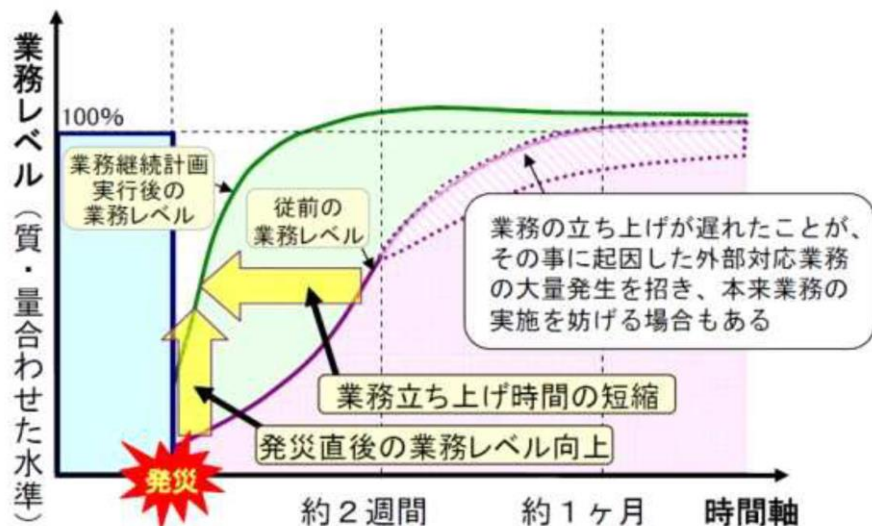 業務レベル（質・量合わせた水準）
100%
業務継続計画
実行後の
業務レベル
従前の
業務レベル
業務の立ち上げが遅れたことが、
その事に起因した外部対応業務
の大量発生を招き、本来業務の
実施を妨げる場合もある
業務立ち上げ時間の短縮
発災直後の業務レベル向上
発災
約２週間
約１ヶ月
時間軸